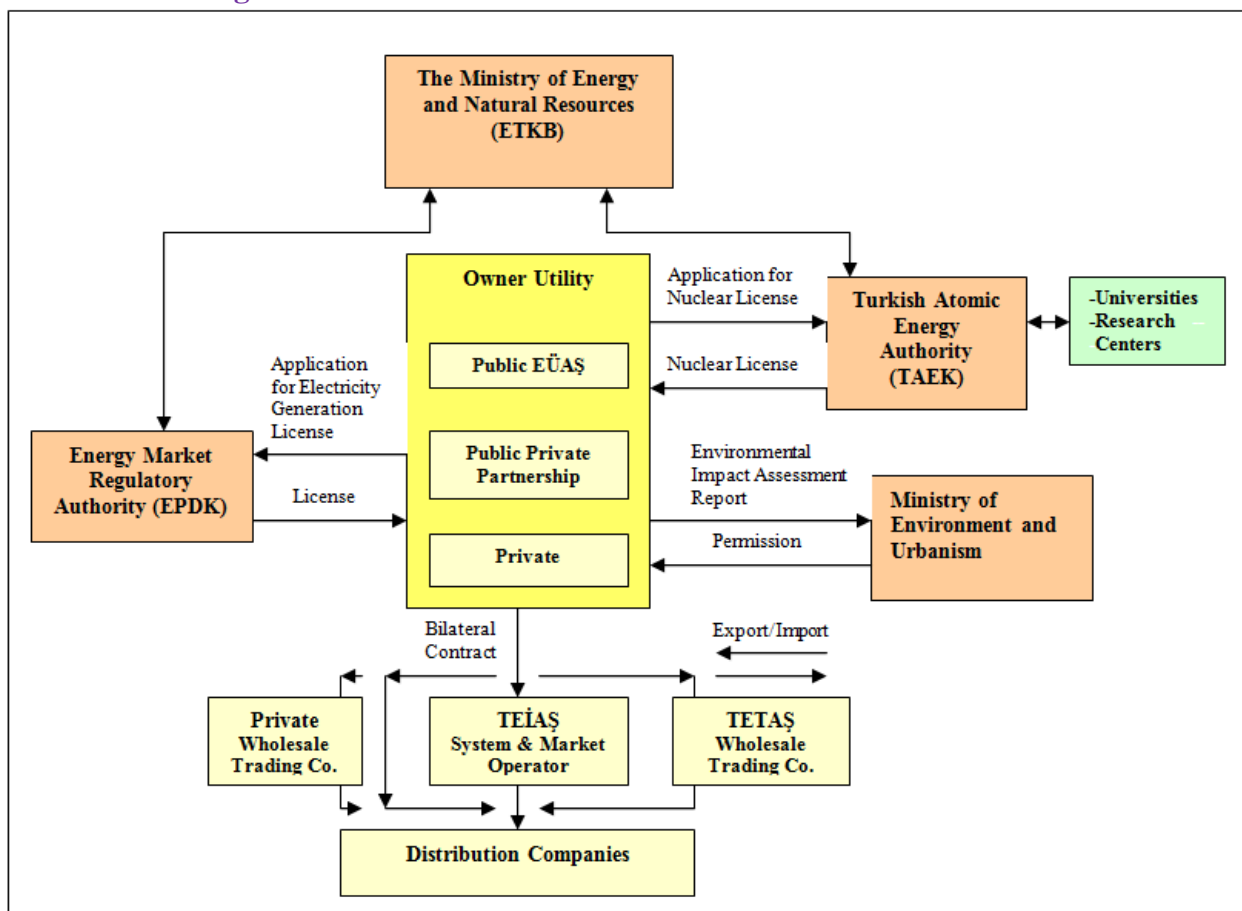 The Ministry of Energy
and Natural Resources
(ETKB)
Owner Utility
Application for
Nuclear License
Turkish Atomic
Energy
Authority
(TAEK)
-Universities
-Research
Centers
Public EÜAŞ
Nuclear License
Application
for Electricity
Generation
License
Energy Market
Regulatory
Authority (EPDK)
Public Private
Partnership
Environmental
Impact Assessment
Report
License
Ministry of
Environment and
Urbanism
Private
Permission
Bilateral
Contract
Export/Import
Private
Wholesale
Trading Co.
TEİAŞ
System & Market
Operator
TETAŞ
Wholesale
Trading Co.
Distribution Companies